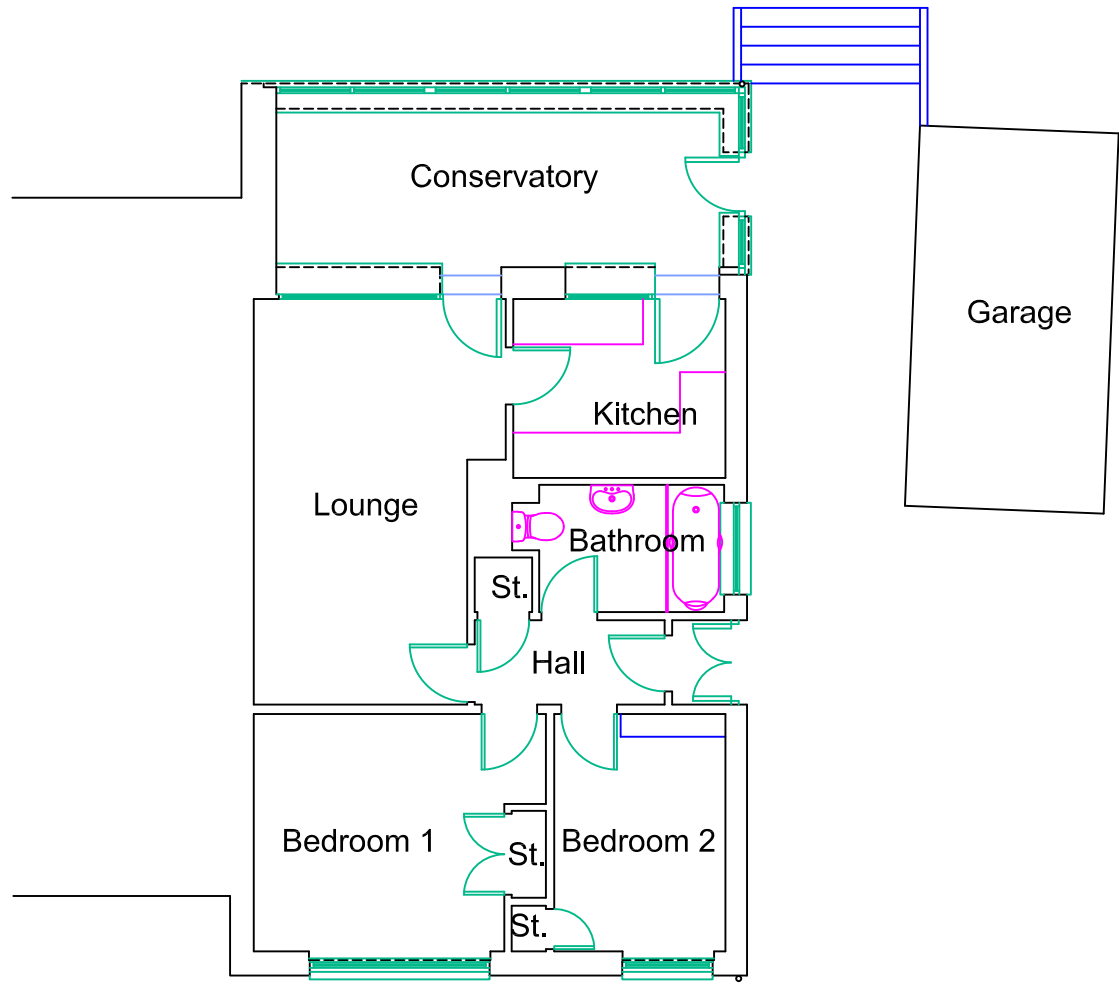 Conservatory
Garage
Kitchen
Lounge
Bathroom
St.
Hall
Bedroom 1
St.
Bedroom 2
St.